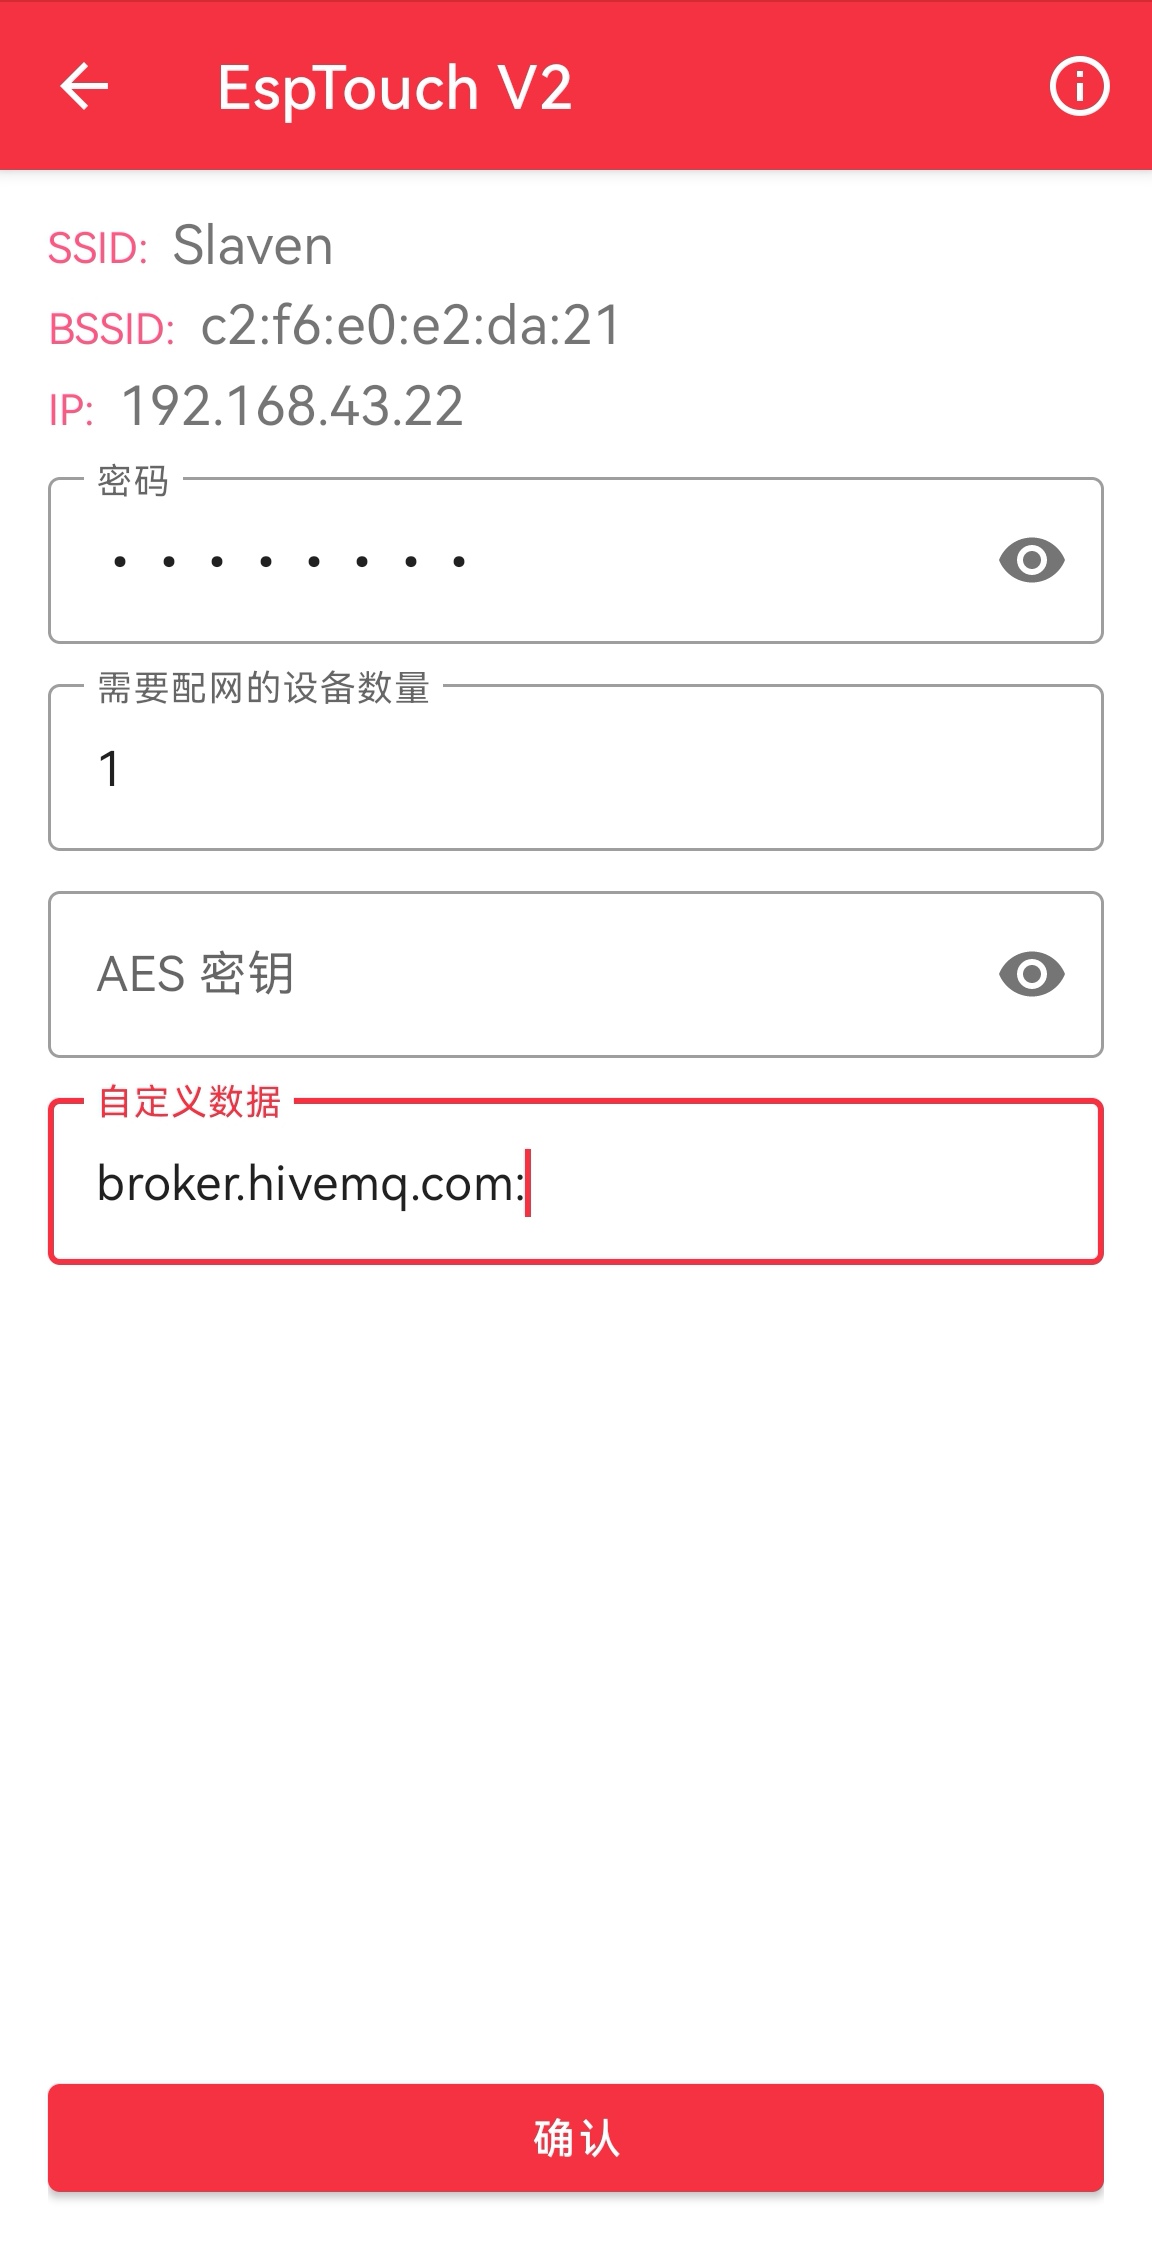 EspTouch V2
SSID: Slaven
BSSID: c2:f6:e0:e2:da:21
IP: 192.168.43.22
密码
••••••••
需要配网的设备数量
1
AES 密钥
自定义数据
broker.hivemq.com:
确认